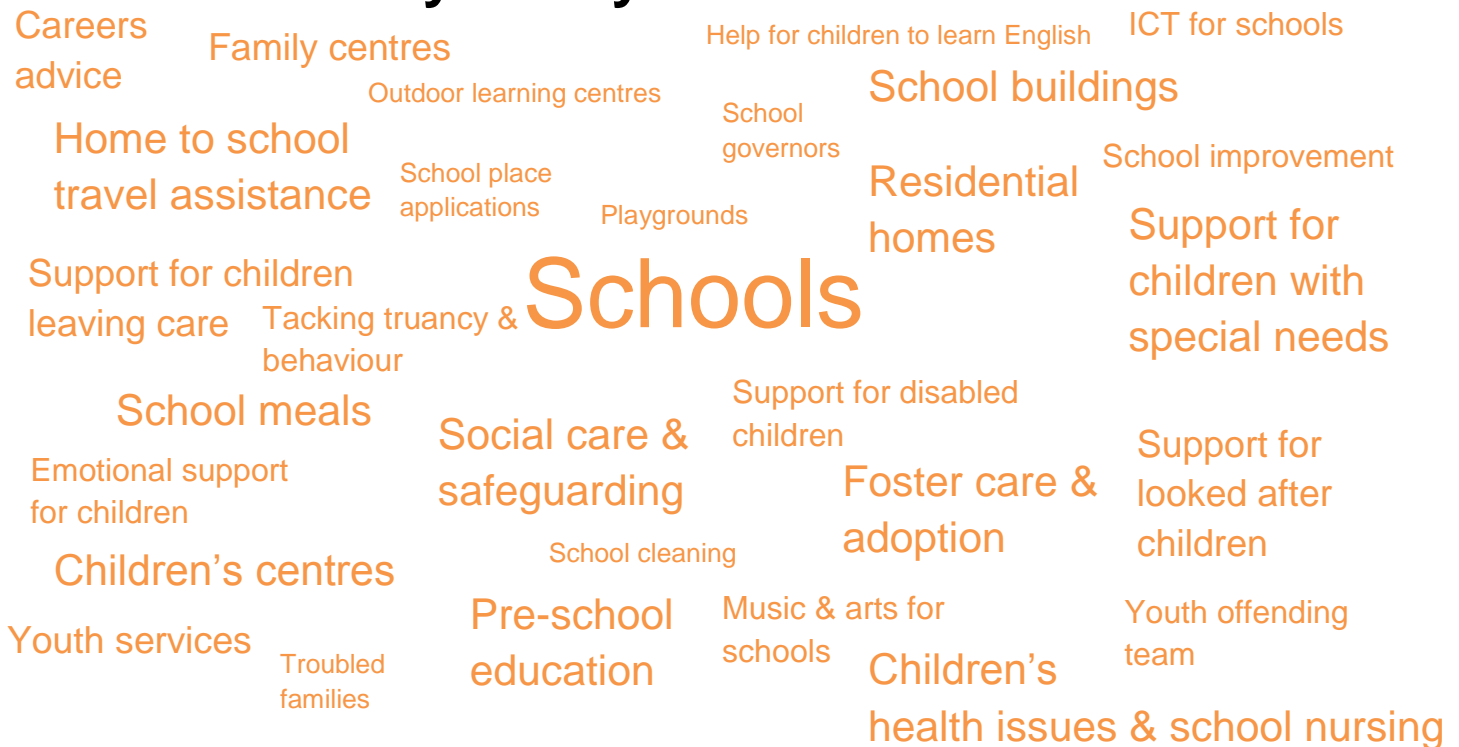 Careers
advice
Family centres
Help for children to learn English
ICT for schools
Outdoor learning centres
School buildings
School
governors
Home to school
travel assistance
School place
applications
Playgrounds
Residential
homes
School improvement
Support for
children with
special needs
Support for children
leaving care
Tacking truancy &
behaviour
Schools
School meals
Social care &
safeguarding
Support for disabled
children
Emotional support
for children
Foster care &
adoption
Support for
looked after
children
Children's centres
School cleaning
Pre-school
education
Music & arts for
schools
Youth offending
team
Youth services
Troubled
families
Children's
health issues & school nursing